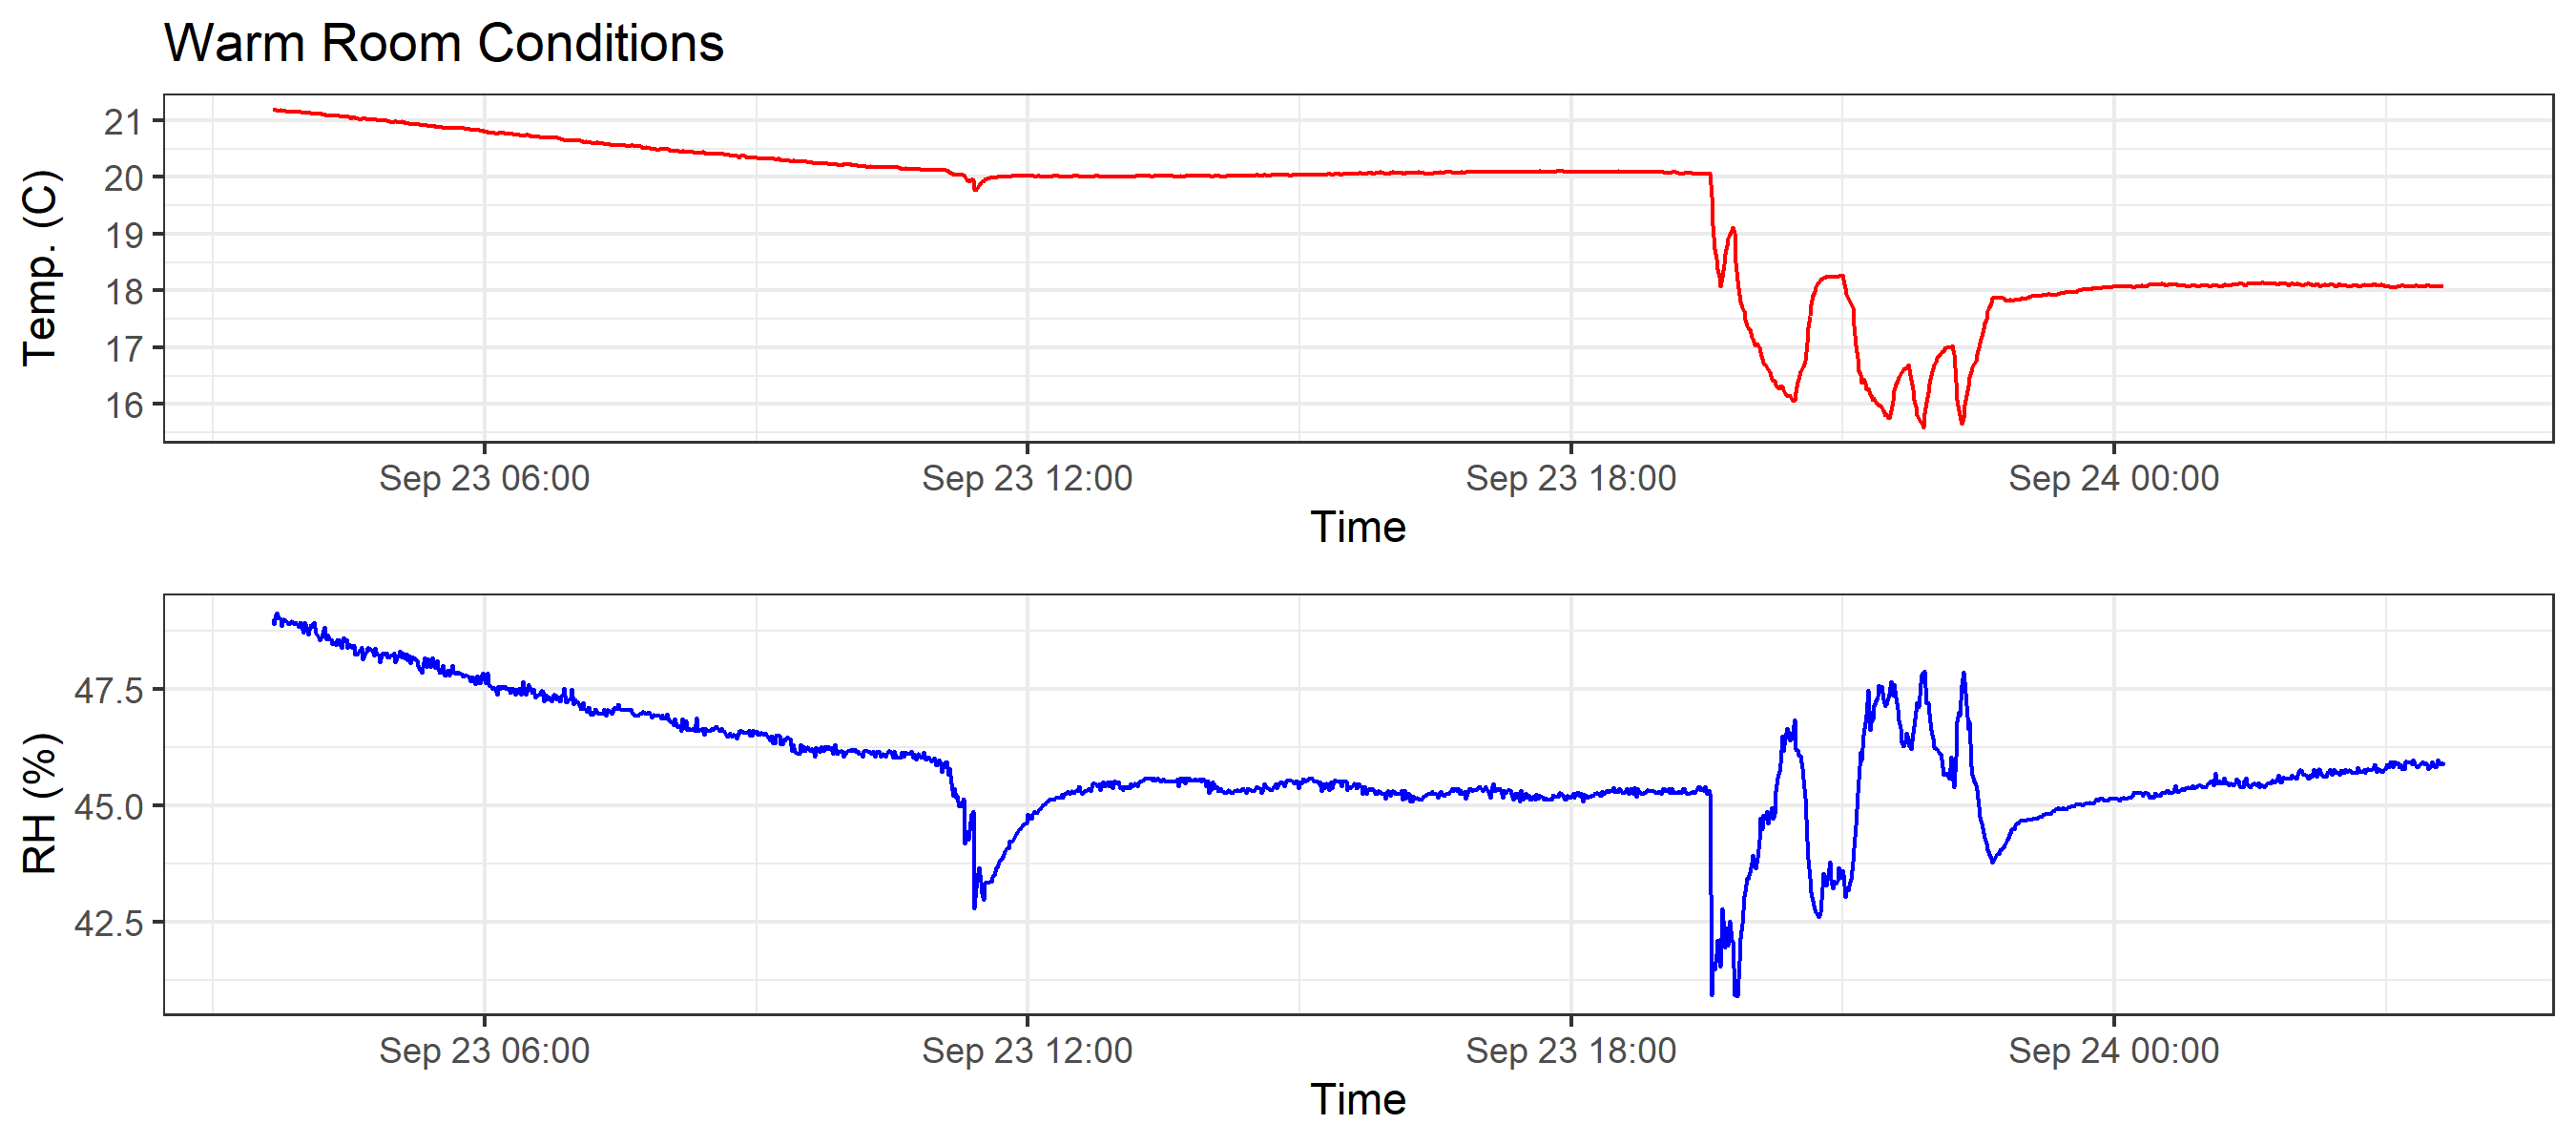 Warm Room Conditions
Temp. (C)
21
20
19
18
17
16
Sep 23 06:00 Sep 23 12:00 Sep 23 18:00 Sep 24 00:00
Time
RH (%)
47.5
45.0
42.5
Sep 23 06:00 Sep 23 12:00 Sep 23 18:00 Sep 24 00:00
Time